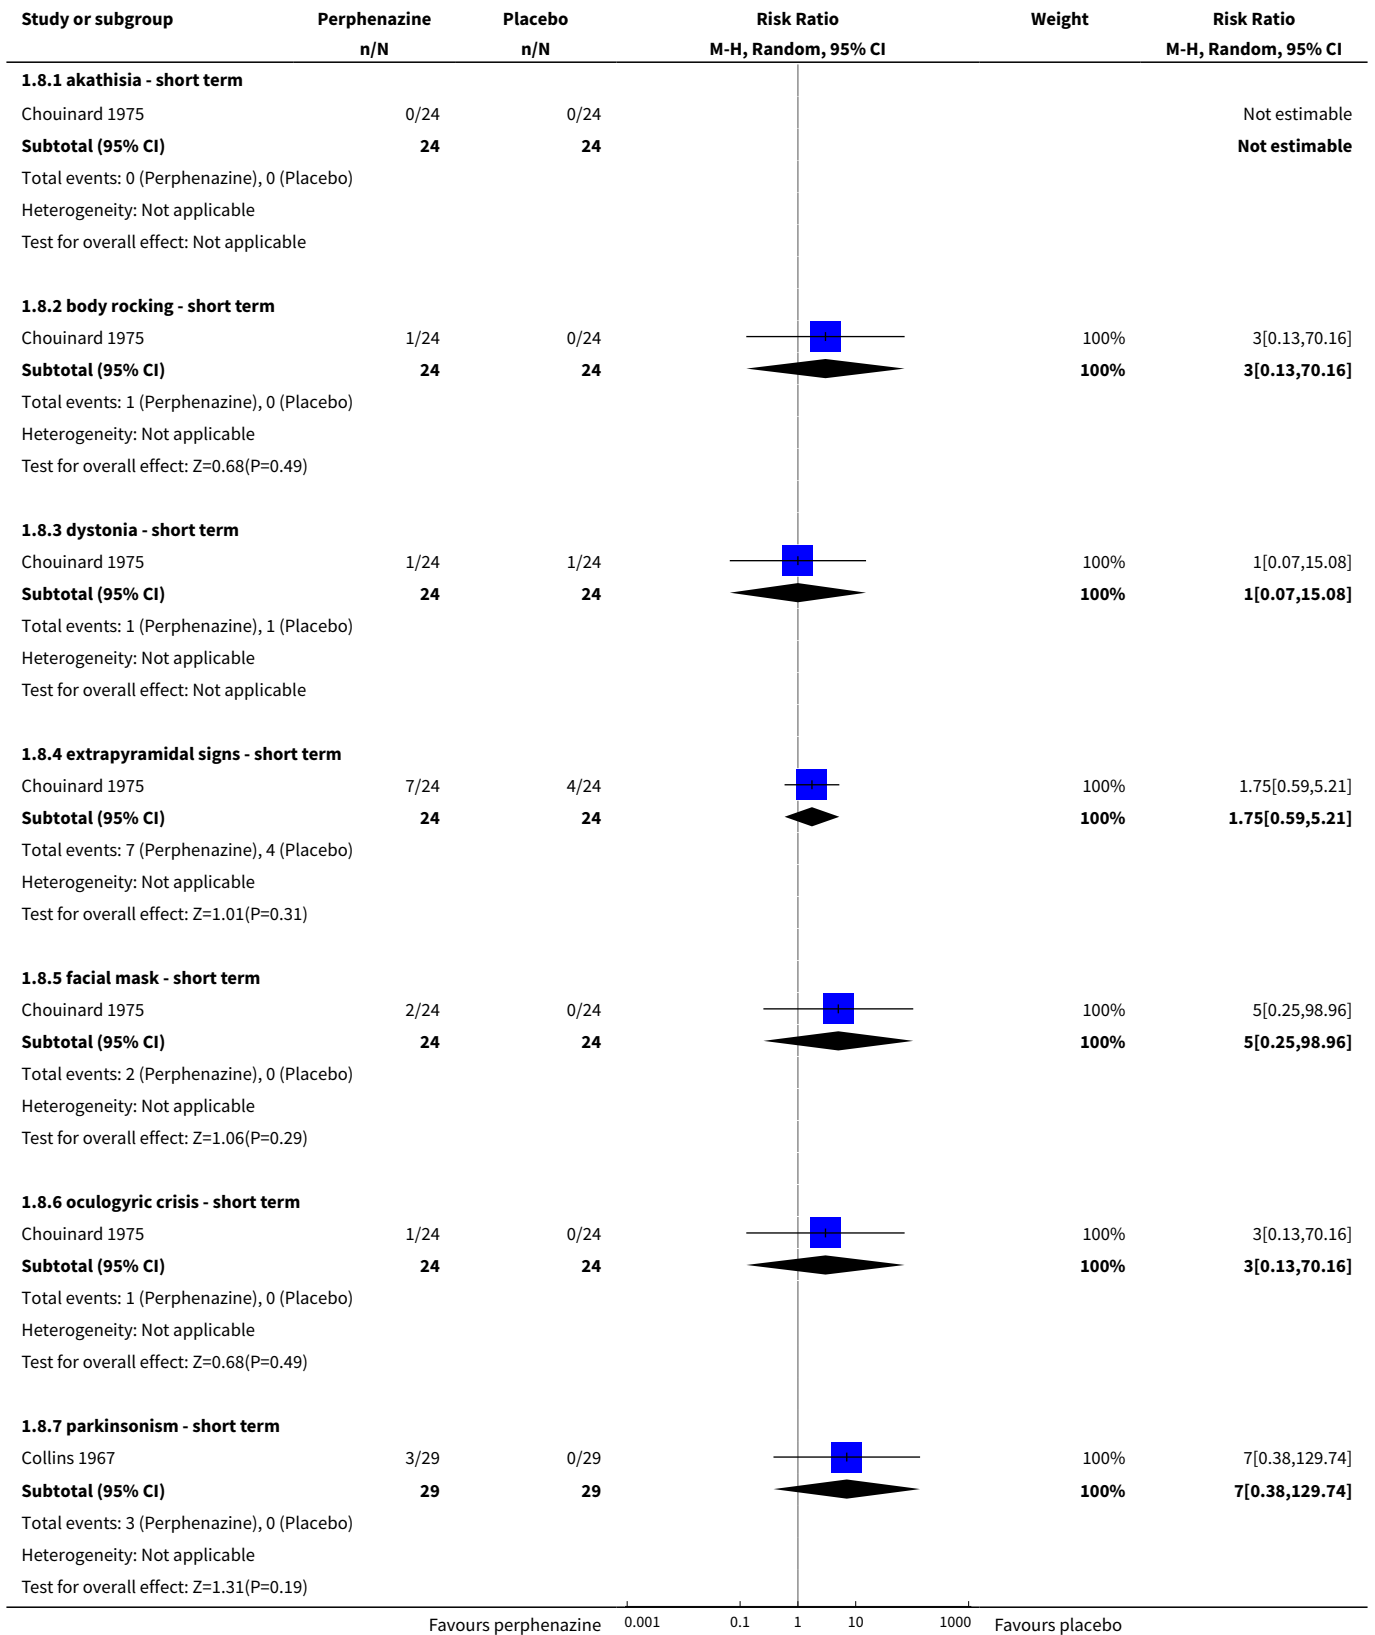 Study or subgroup Perphenazine Placebo Risk Ratio Weight Risk Ratio
n/N n/N M-H, Random, 95% CI M-H, Random, 95% CI
1.8.1 akathisia - short term
Chouinard 1975 0/24 0/24 Not estimable
Subtotal (95% CI) 24 24 Not estimable
Total events: 0 (Perphenazine), 0 (Placebo)
Heterogeneity: Not applicable
Test for overall effect: Not applicable
1.8.2 body rocking - short term
Chouinard 1975 1/24 0/24 100% 3[0.13,70.16]
Subtotal (95% CI) 24 24 100% 3[0.13,70.16]
Total events: 1 (Perphenazine), 0 (Placebo)
Heterogeneity: Not applicable
Test for overall effect: Z=0.68(P=0.49)
1.8.3 dystonia - short term
Chouinard 1975 1/24 1/24 100% 1[0.07,15.08]
Subtotal (95% CI) 24 24 100% 1[0.07,15.08]
Total events: 1 (Perphenazine), 1 (Placebo)
Heterogeneity: Not applicable
Test for overall effect: Not applicable
1.8.4 extrapyramidal signs - short term
Chouinard 1975 7/24 4/24 100% 1.75[0.59,5.21]
Subtotal (95% CI) 24 24 100% 1.75[0.59,5.21]
Total events: 7 (Perphenazine), 4 (Placebo)
Heterogeneity: Not applicable
Test for overall effect: Z=1.01(P=0.31)
1.8.5 facial mask - short term
Chouinard 1975 2/24 0/24 100% 5[0.25,98.96]
Subtotal (95% CI) 24 24 100% 5[0.25,98.96]
Total events: 2 (Perphenazine), 0 (Placebo)
Heterogeneity: Not applicable
Test for overall effect: Z=1.06(P=0.29)
1.8.6 oculogyric crisis - short term
Chouinard 1975 1/24 0/24 100% 3[0.13,70.16]
Subtotal (95% CI) 24 24 100% 3[0.13,70.16]
Total events: 1 (Perphenazine), 0 (Placebo)
Heterogeneity: Not applicable
Test for overall effect: Z=0.68(P=0.49)
1.8.7 parkinsonism - short term
Collins 1967 3/29 0/29 100% 7[0.38,129.74]
Subtotal (95% CI) 29 29 100% 7[0.38,129.74]
Total events: 3 (Perphenazine), 0 (Placebo)
Heterogeneity: Not applicable
Test for overall effect: Z=1.31(P=0.19)
Favours perphenazine 0.001 0.1 1 10 1000 Favours placebo